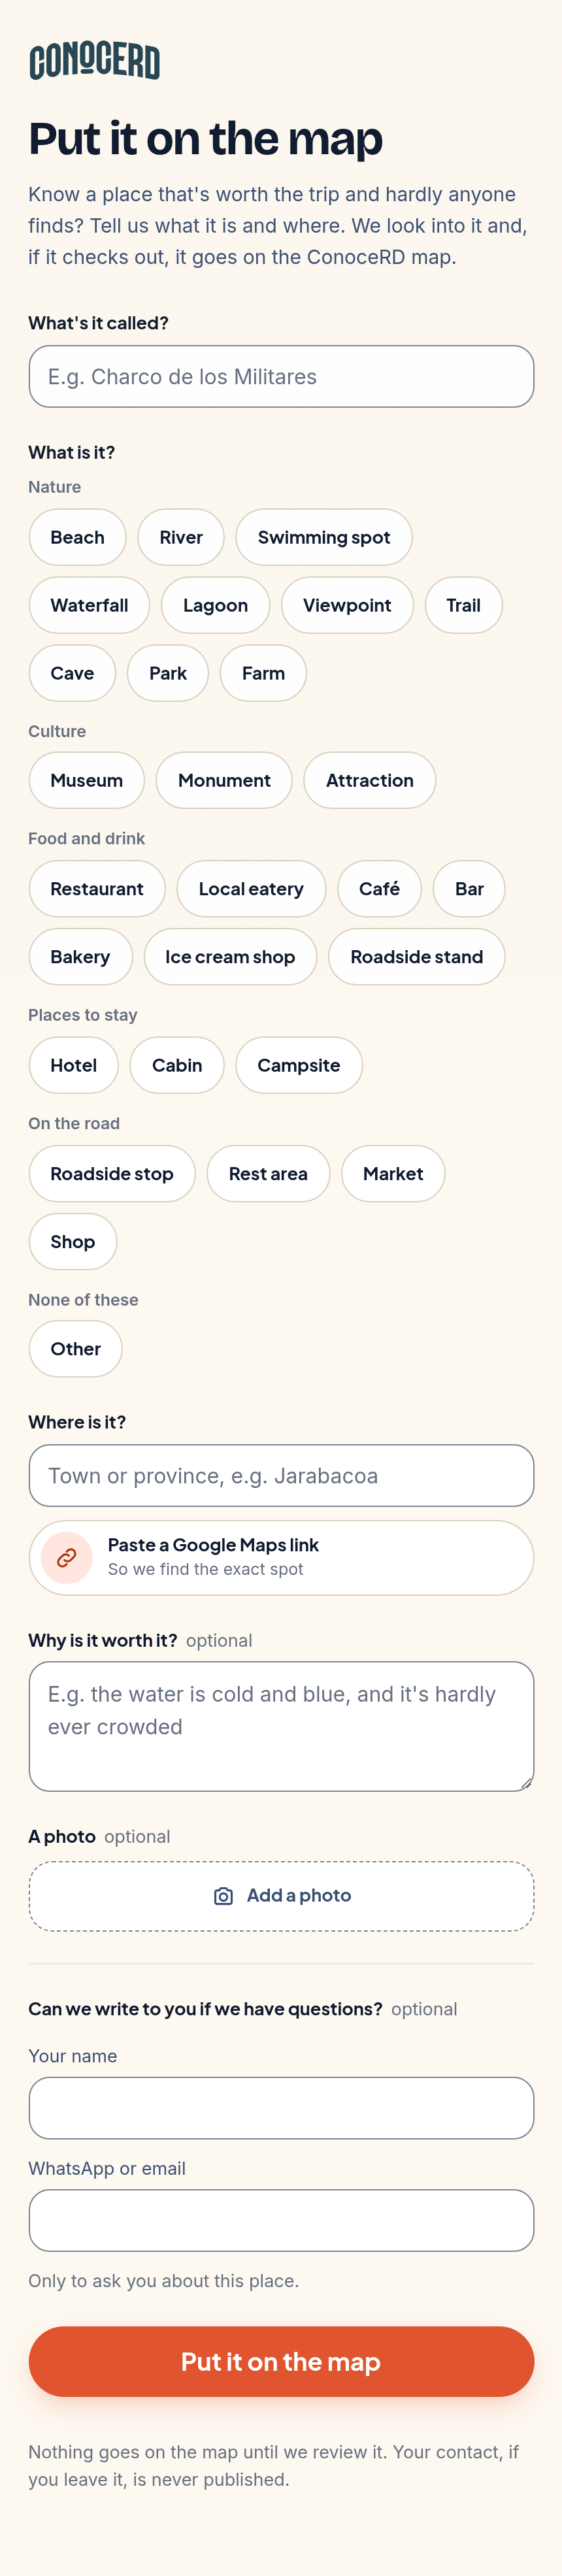 CONOCERD
Put it on the map
Know a place that's worth the trip and hardly anyone
finds? Tell us what it is and where. We look into it and,
if it checks out, it goes on the ConoceRD map.
What's it called?
E.g. Charco de los Militares
What is it?
Nature
Beach River Swimming spot
Waterfall Lagoon Viewpoint Trail
Cave Park Farm
Culture
Museum Monument Attraction
Food and drink
Restaurant Local eatery Café Bar
Bakery Ice cream shop Roadside stand
Places to stay
Hotel Cabin Campsite
On the road
Roadside stop Rest area Market
Shop
None of these
Other
Where is it?
Town or province, e.g. Jarabacoa
Paste a Google Maps link
So we find the exact spot
Why is it worth it? optional
E.g. the water is cold and blue, and it's hardly
ever crowded
A photo optional
Add a photo
Can we write to you if we have questions? optional
Your name
WhatsApp or email
Only to ask you about this place.
Put it on the map
Nothing goes on the map until we review it. Your contact, if
you leave it, is never published.